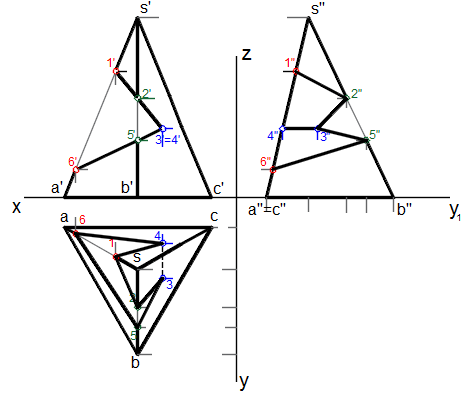 s' s"
z
1' 1"
2' 2"
3 =4' 4" 3
5' 5"
6' 6"
a' b' c'
x a"=c" b" y₁
a 6 c
4
1 s
3
2
5
b
y